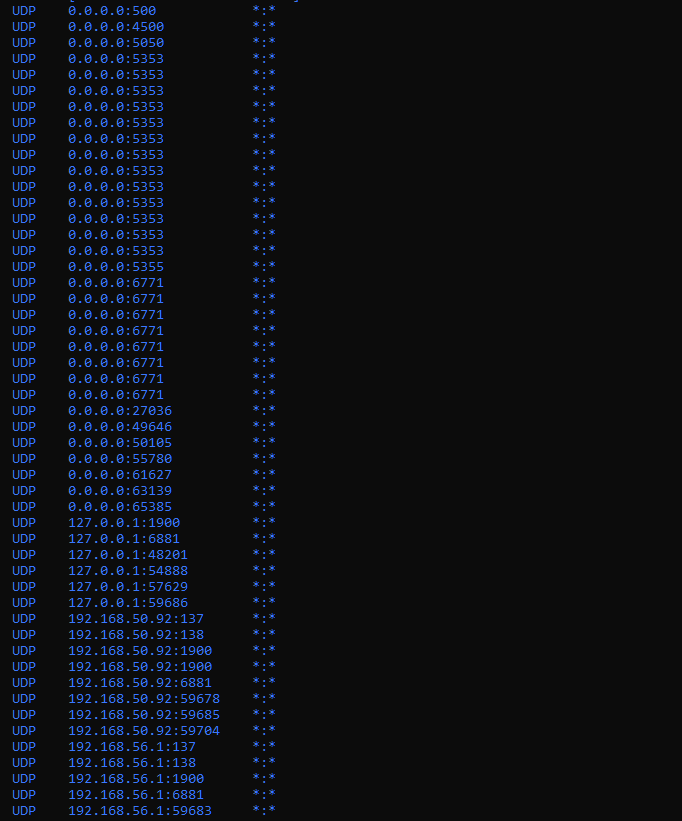 UDP    0.0.0.0:500            *:*
UDP    0.0.0.0:4500           *:*
UDP    0.0.0.0:5050           *:*
UDP    0.0.0.0:5353           *:*
UDP    0.0.0.0:5353           *:*
UDP    0.0.0.0:5353           *:*
UDP    0.0.0.0:5353           *:*
UDP    0.0.0.0:5353           *:*
UDP    0.0.0.0:5353           *:*
UDP    0.0.0.0:5353           *:*
UDP    0.0.0.0:5353           *:*
UDP    0.0.0.0:5353           *:*
UDP    0.0.0.0:5353           *:*
UDP    0.0.0.0:5353           *:*
UDP    0.0.0.0:5353           *:*
UDP    0.0.0.0:5353           *:*
UDP    0.0.0.0:5355           *:*
UDP    0.0.0.0:6771           *:*
UDP    0.0.0.0:6771           *:*
UDP    0.0.0.0:6771           *:*
UDP    0.0.0.0:6771           *:*
UDP    0.0.0.0:6771           *:*
UDP    0.0.0.0:6771           *:*
UDP    0.0.0.0:6771           *:*
UDP    0.0.0.0:6771           *:*
UDP    0.0.0.0:27036          *:*
UDP    0.0.0.0:49646          *:*
UDP    0.0.0.0:50105          *:*
UDP    0.0.0.0:55780          *:*
UDP    0.0.0.0:61627          *:*
UDP    0.0.0.0:63139          *:*
UDP    0.0.0.0:65385          *:*
UDP    127.0.0.1:1900         *:*
UDP    127.0.0.1:6881         *:*
UDP    127.0.0.1:48201        *:*
UDP    127.0.0.1:54888        *:*
UDP    127.0.0.1:57629        *:*
UDP    127.0.0.1:59686        *:*
UDP    192.168.50.92:137      *:*
UDP    192.168.50.92:138      *:*
UDP    192.168.50.92:1900     *:*
UDP    192.168.50.92:1900     *:*
UDP    192.168.50.92:6881     *:*
UDP    192.168.50.92:59678    *:*
UDP    192.168.50.92:59685    *:*
UDP    192.168.50.92:59704    *:*
UDP    192.168.56.1:137       *:*
UDP    192.168.56.1:138       *:*
UDP    192.168.56.1:1900      *:*
UDP    192.168.56.1:6881      *:*
UDP    192.168.56.1:59683     *:*